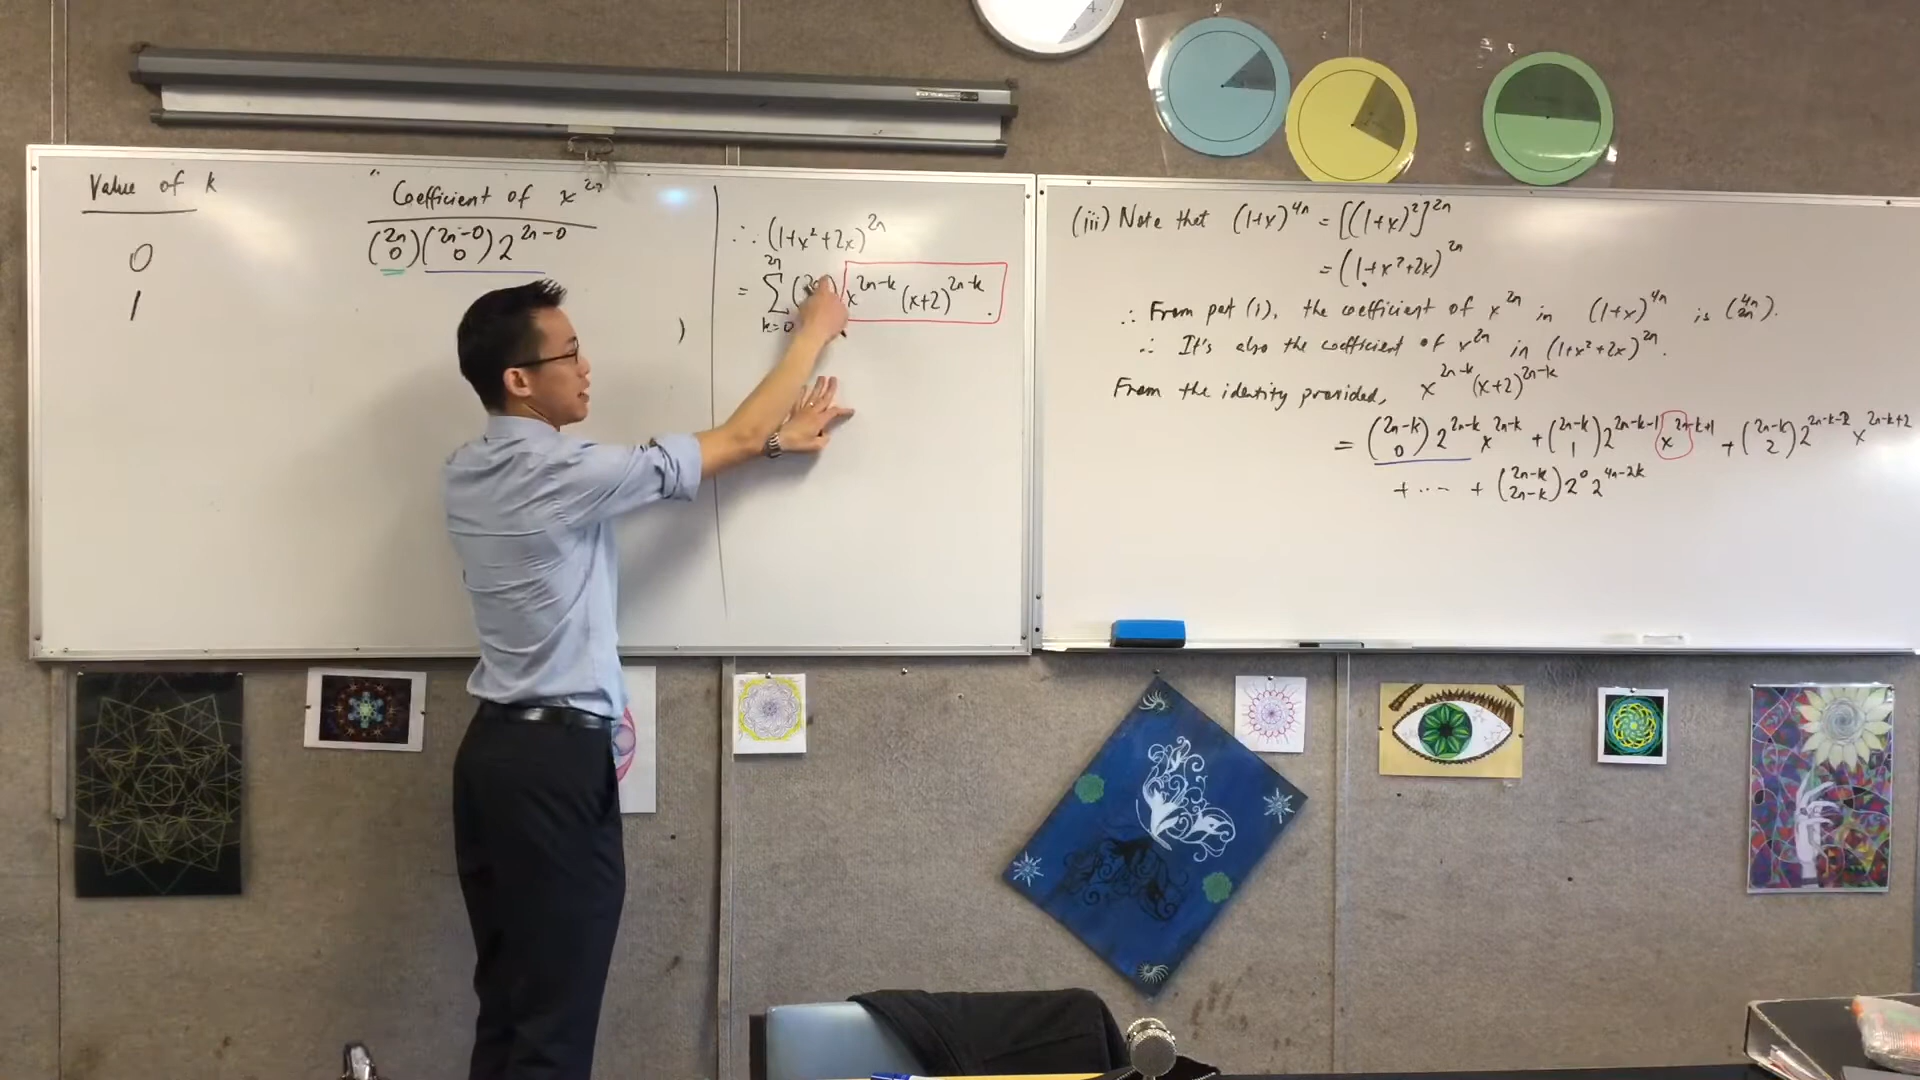 Value of k
"Coefficient of x^2n
0
(2n 0)(2n-0 0) 2^2n-0
1
)
∴ (1+x²+2x)^2n
= ∑ k=0 2n (2n x^2n-k (x+2)^2n-k.
(iii) Note that (1+x)^4n = [(1+x)²]^2n
= (1+x²+2x)^2n
∴ From part (i), the coefficient of x^2n in (1+x)^4n is (4n 2n).
∴ It's also the coefficient of x^2n in (1+x²+2x)^2n.
From the identity provided, x^2n-k (x+2)^2n-k
= (2n-k 0) 2^2n-k x^2n-k + (2n-k 1) 2^2n-k-1 x^2n-k+1 + (2n-k 2) 2^2n-k-2 x^2n-k+2
+ ... + (2n-k 2n-k) 2^0 2^4n-2k